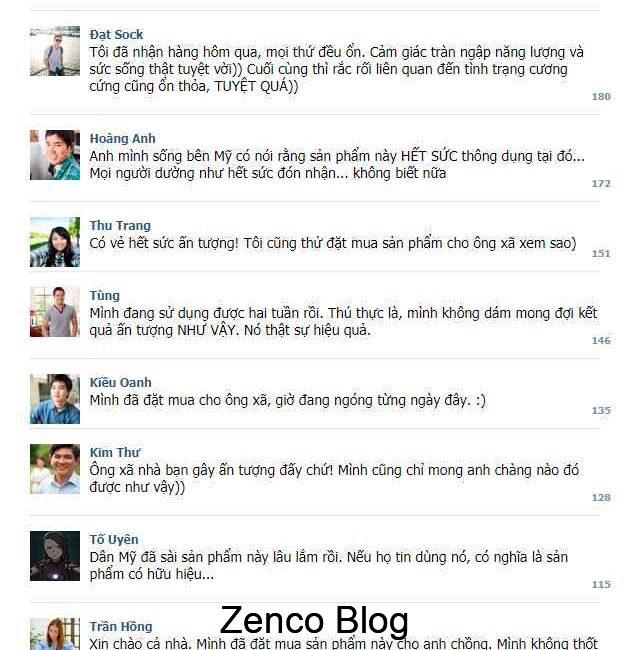 Đạt Sock
Tôi đã nhận hàng hôm qua, mọi thứ đều ổn. Cảm giác tràn ngập năng lượng và
sức sống thật tuyệt vời)) Cuối cùng thì rắc rối liên quan đến tình trạng cương
cứng cũng ổn thỏa, TUYỆT QUÁ))
180
Hoàng Anh
Anh mình sống bên Mỹ có nói rằng sản phẩm này HẾT SỨC thông dụng tại đó...
Mọi người dường như hết sức đón nhận... không biết nữa
172
Thu Trang
Có vẻ hết sức ấn tượng! Tôi cũng thử đặt mua sản phẩm cho ông xã xem sao)
151
Tùng
Mình đang sử dụng được hai tuần rồi. Thú thực là, mình không dám mong đợi kết
quả ấn tượng NHƯ VẬY. Nó thật sự hiệu quả.
146
Kiều Oanh
Mình đã đặt mua cho ông xã, giờ đang ngóng từng ngày đây. :)
135
Kim Thư
Ông xã nhà bạn gây ấn tượng đấy chứ! Mình cũng chỉ mong anh chàng nào đó
được như vậy))
128
Tố Uyên
Dân Mỹ đã sài sản phẩm này lâu lắm rồi. Nếu họ tin dùng nó, có nghĩa là sản
phẩm có hữu hiệu...
115
Trần Hồng
Zenco Blog
Xin chào cả nhà. Mình đã đặt mua sản phẩm này cho anh chồng. Mình không thốt